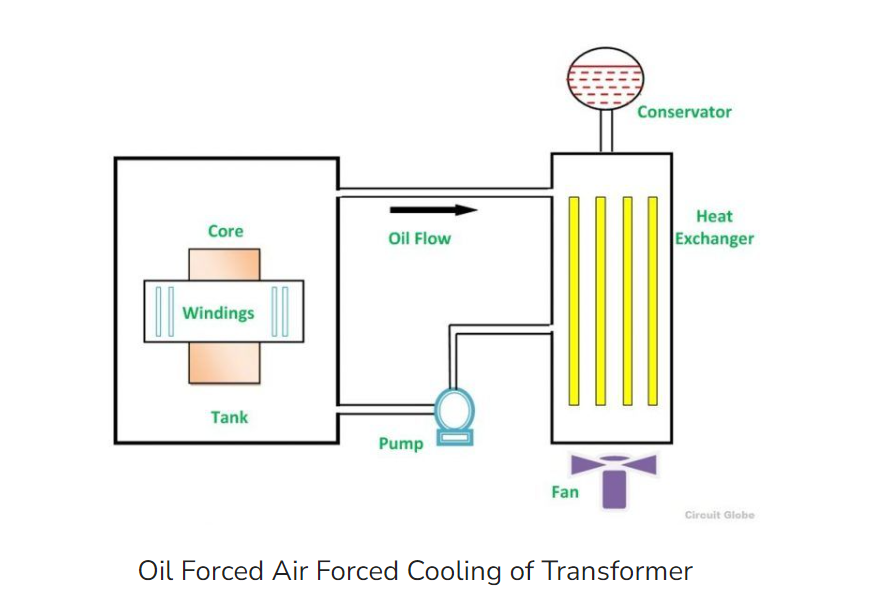 Conservator
Heat
Exchanger
Core
Oil Flow
Windings
Tank
Pump
Fan
Circuit Globe
Oil Forced Air Forced Cooling of Transformer